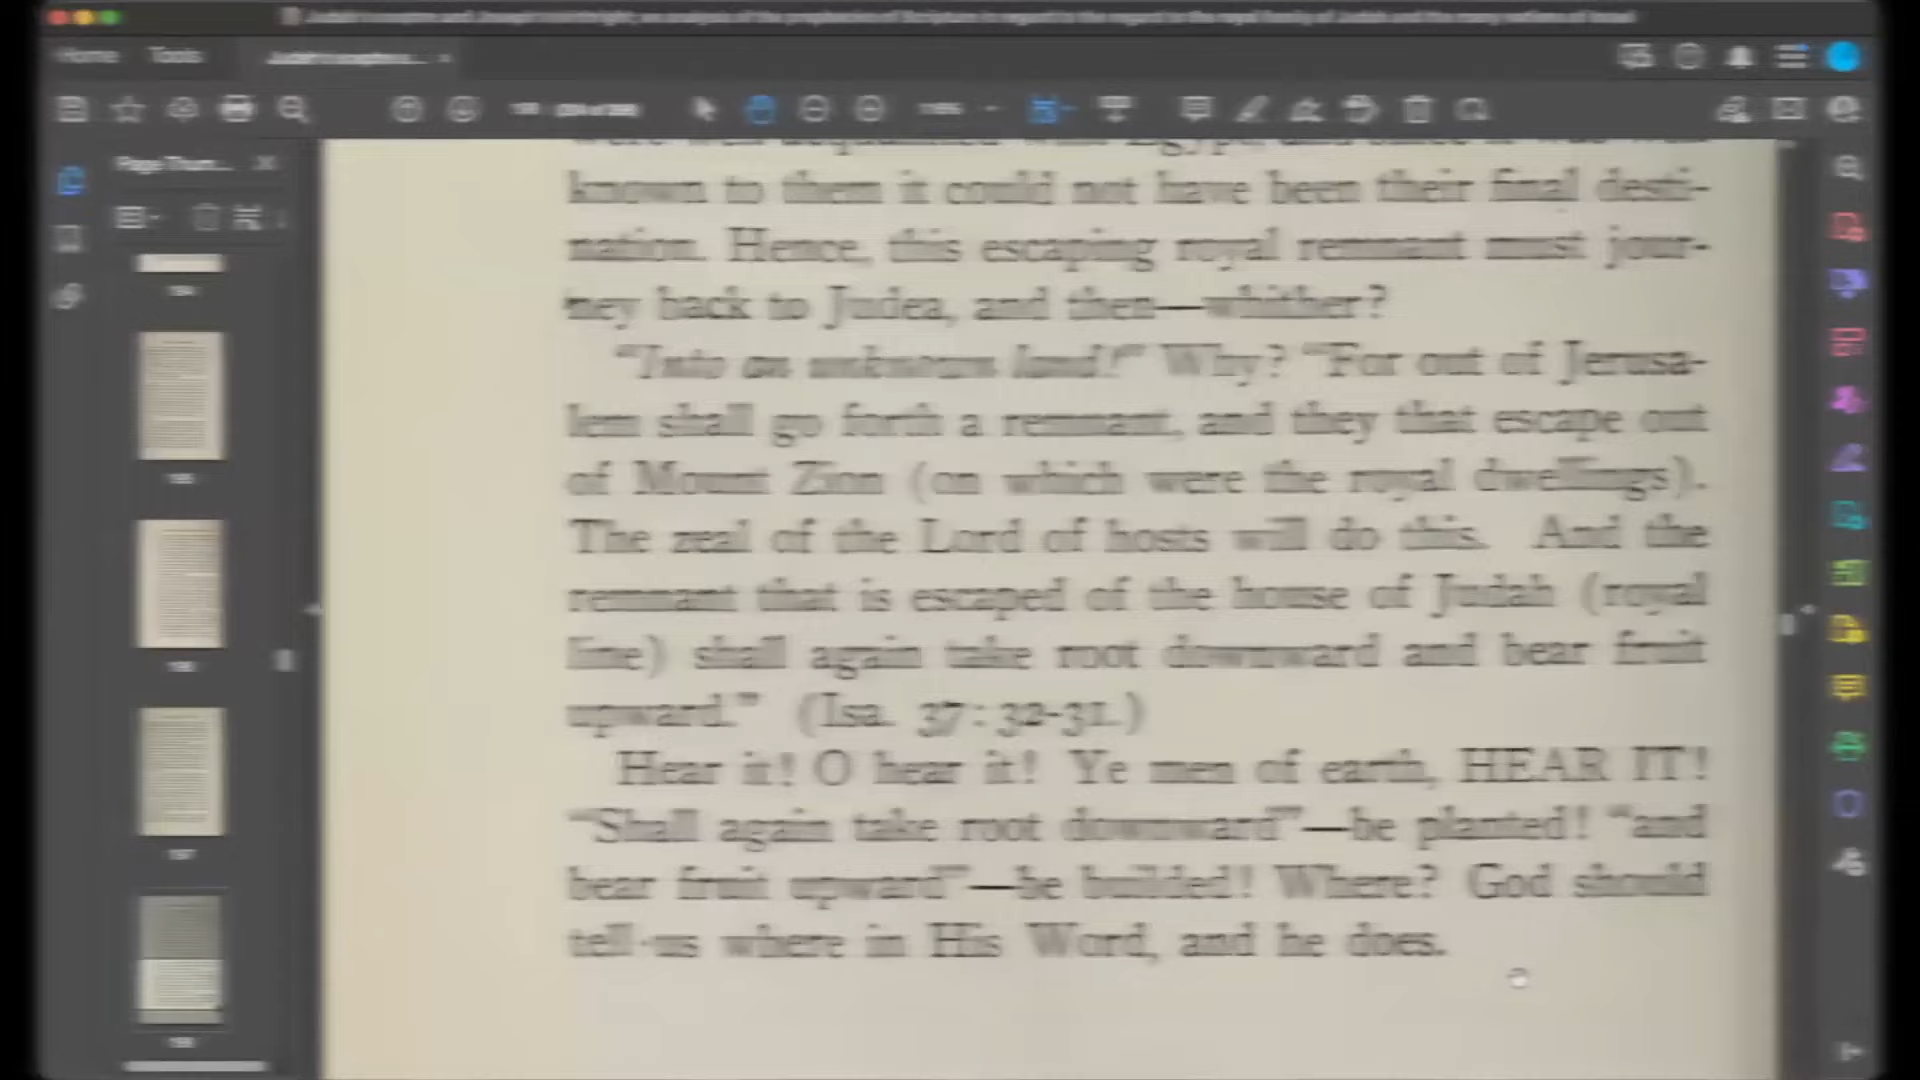 Home Tools
Page Thum...
known to them it could not have been their final desti-
nation. Hence, this escaping royal remnant must jour-
ney back to Judea, and then—whither?
"Into an unknown land!" Why? "For out of Jerusa-
lem shall go forth a remnant, and they that escape out
of Mount Zion (on which were the royal dwellings).
The zeal of the Lord of hosts will do this. And the
remnant that is escaped of the house of Judah (royal
line) shall again take root downward and bear fruit
upward." (Isa. 37:32-31.)
Hear it! O hear it! Ye men of earth, HEAR IT!
"Shall again take root downward"—be planted! "and
bear fruit upward"—be builded! Where? God should
tell us where in His Word, and he does.